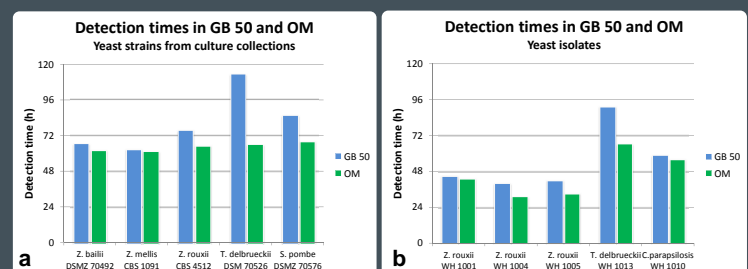 Detection times in GB 50 and OM
Yeast strains from culture collections
Detection time (h)
120
96
72
48
24
0
Z. bailii
DSMZ 70492
Z. mellis
CBS 1091
Z. rouxii
CBS 4512
T. delbrueckii
DSM 70526
S. pombe
DSMZ 70576
GB 50
OM
a
Detection times in GB 50 and OM
Yeast isolates
Detection time (h)
120
96
72
48
24
0
Z. rouxii
WH 1001
Z. rouxii
WH 1004
Z. rouxii
WH 1005
T. delbrueckii
WH 1013
C.parapsilosis
WH 1010
GB 50
OM
b